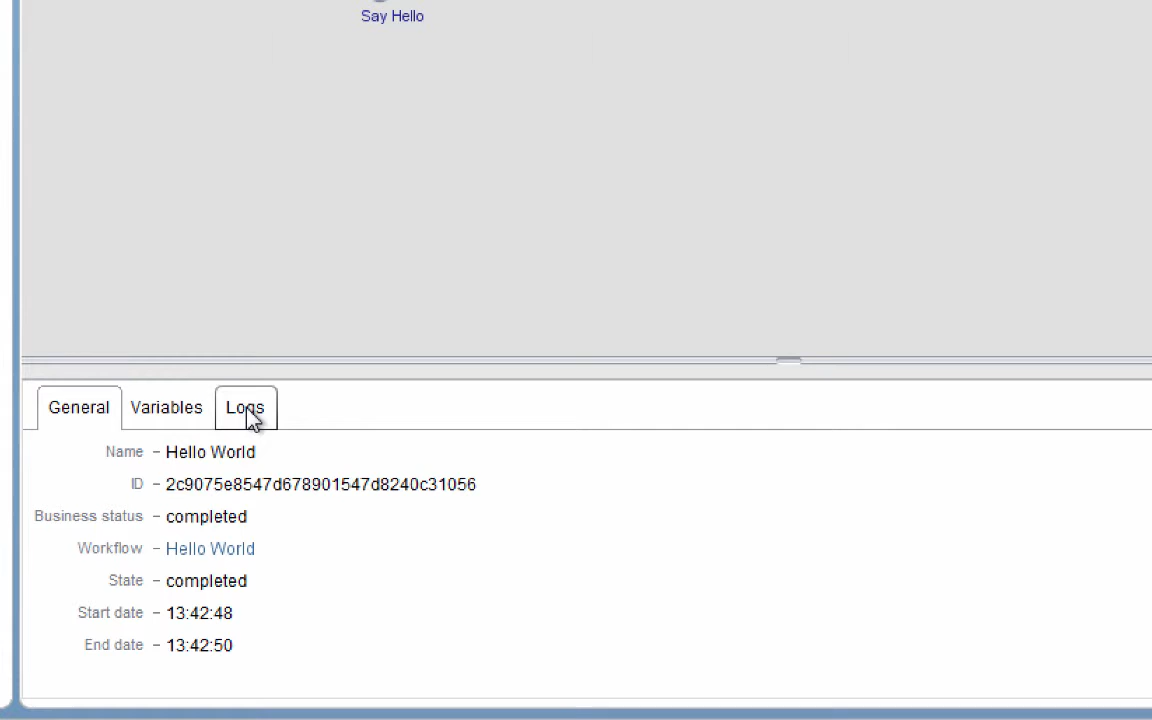 Say Hello
General Variables Logs
Name – Hello World
ID – 2c9075e8547d678901547d8240c31056
Business status – completed
Workflow – Hello World
State – completed
Start date – 13:42:48
End date – 13:42:50